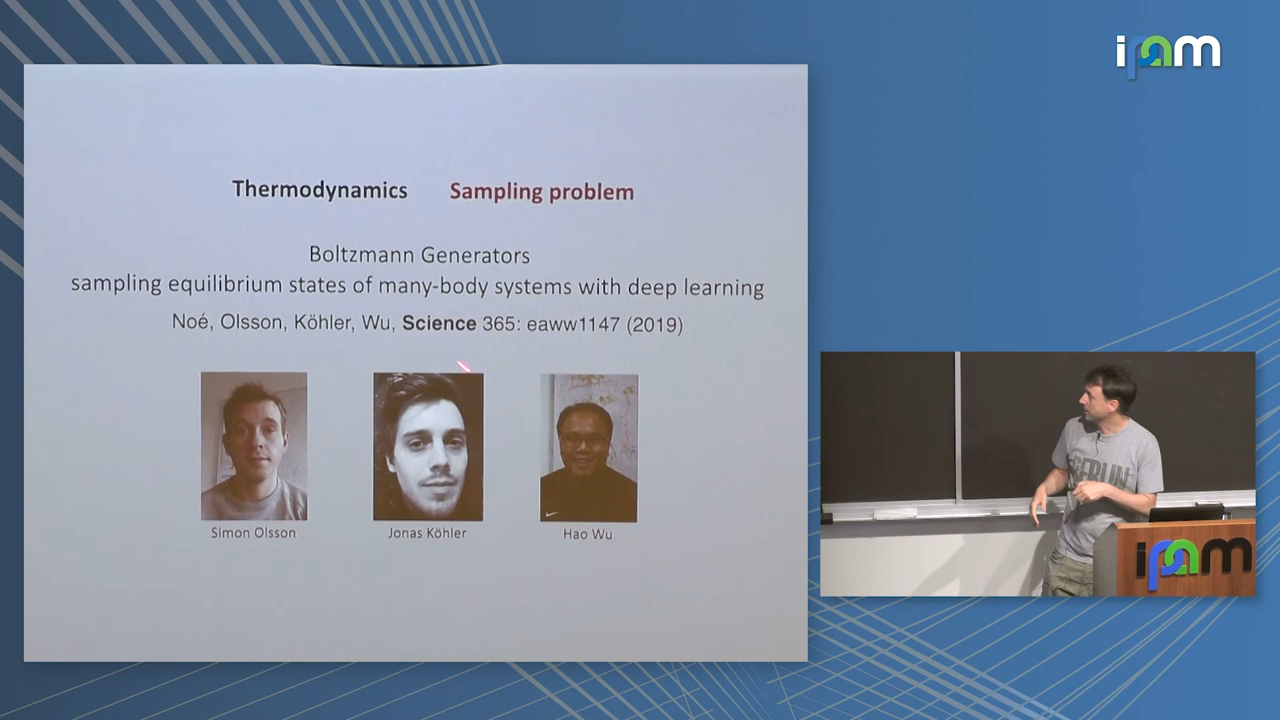 ipam
Thermodynamics Sampling problem
Boltzmann Generators
sampling equilibrium states of many-body systems with deep learning
Noé, Olsson, Köhler, Wu, Science 365: eaww1147 (2019)
Simon Olsson
Jonas Köhler
Hao Wu
BERLIN
ipam